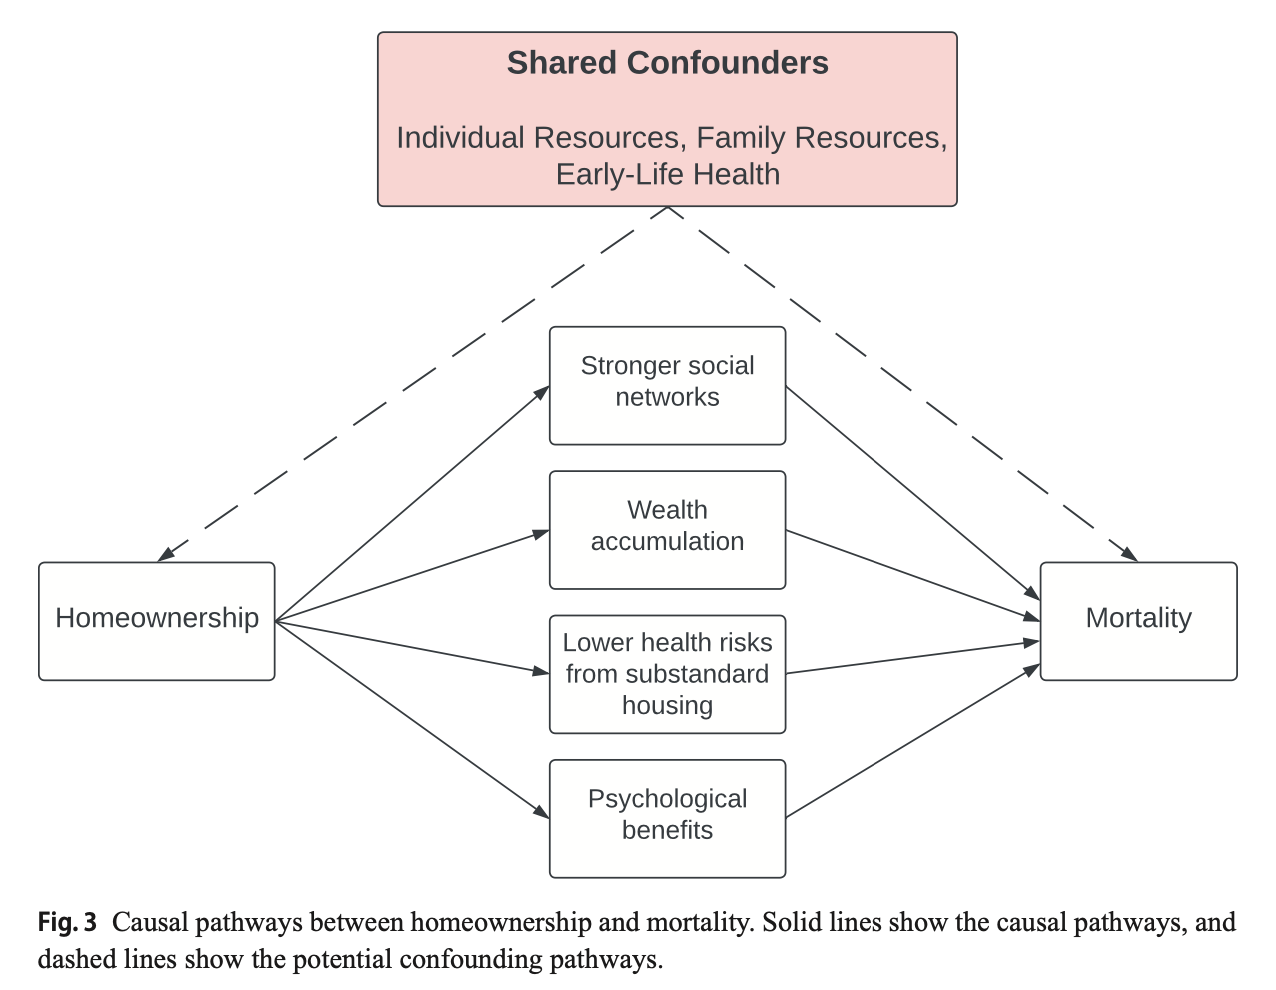 Shared Confounders
Individual Resources, Family Resources,
Early-Life Health
Stronger social
networks
Wealth
accumulation
Homeownership
Mortality
Lower health risks
from substandard
housing
Psychological
benefits
Fig. 3 Causal pathways between homeownership and mortality. Solid lines show the causal pathways, and
dashed lines show the potential confounding pathways.